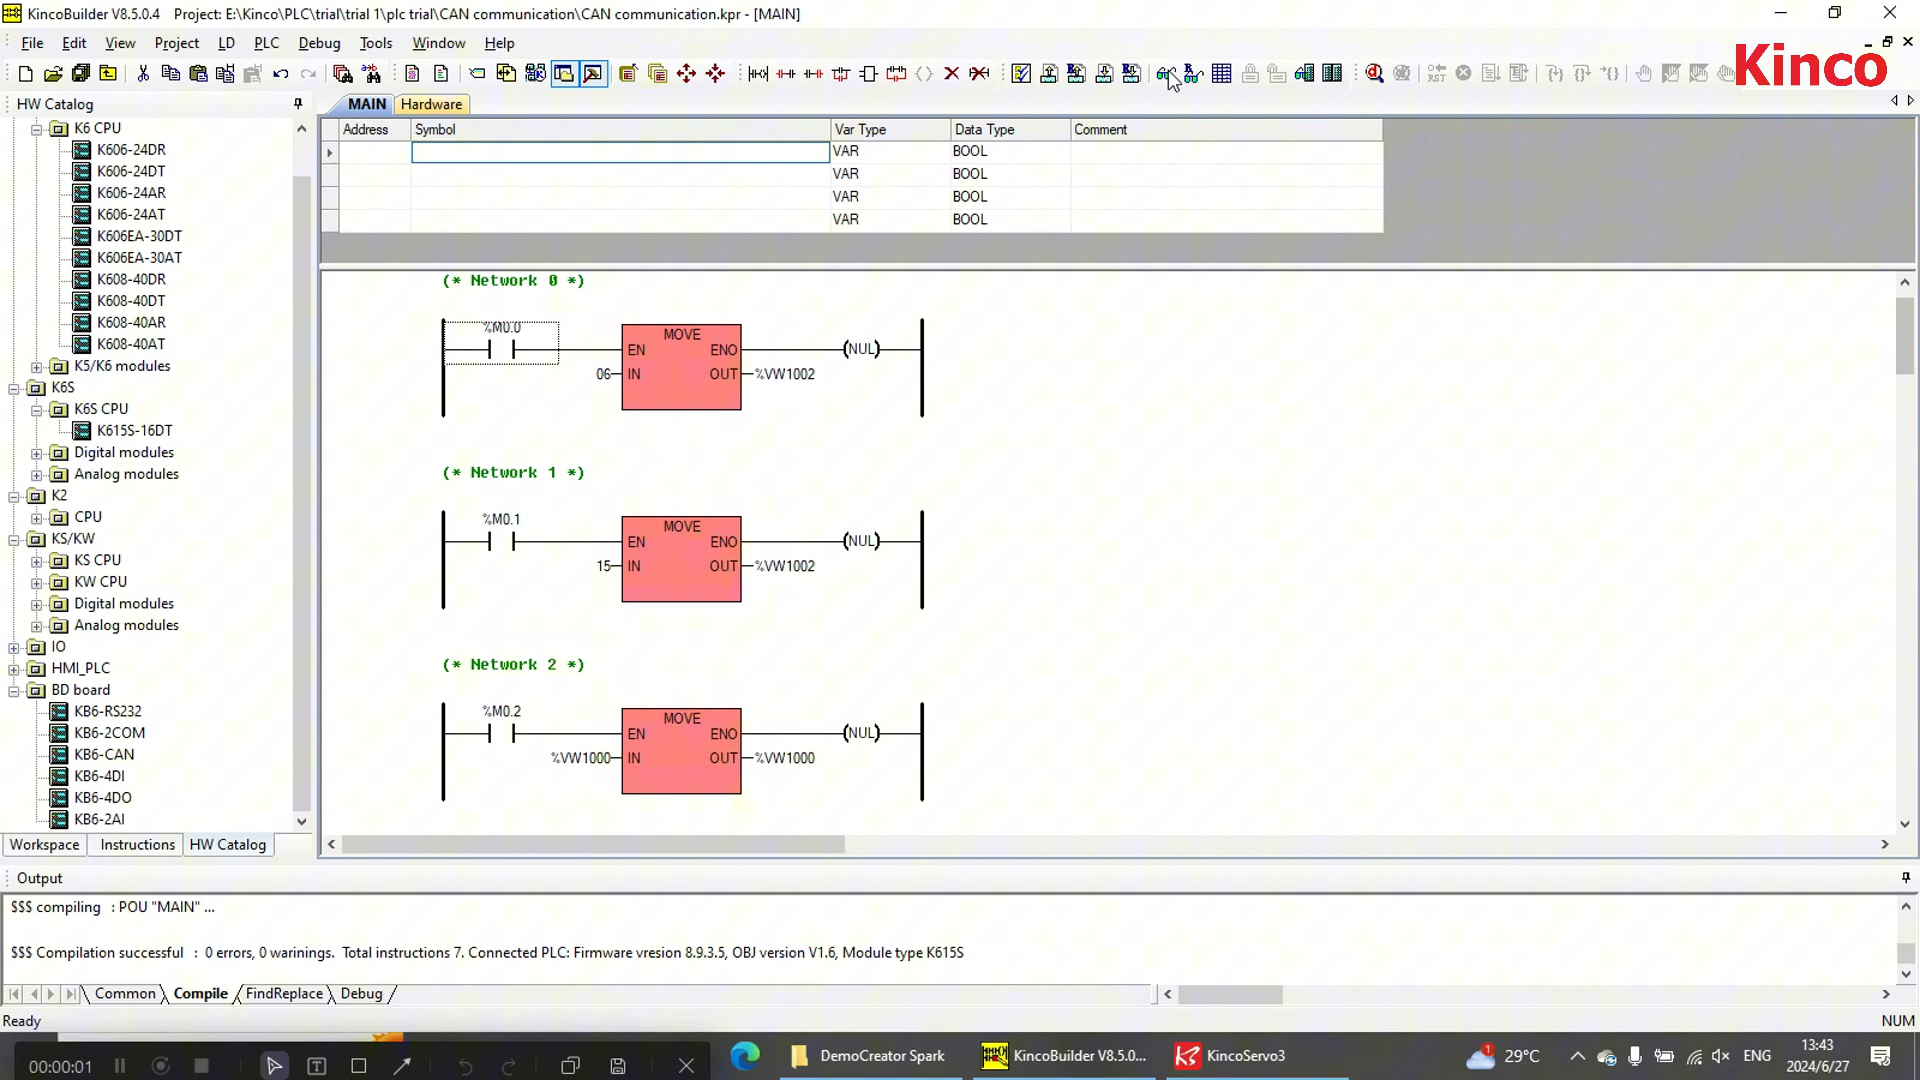 KincoBuilder V8.5.0.4   Project: E:\Kinco\PLC\trial\trial 1\plc trial\CAN communication\CAN communication.kpr - [MAIN]
File Edit View Project LD PLC Debug Tools Window Help
Kinco
HW Catalog
K6 CPU
K606-24DR
K606-24DT
K606-24AR
K606-24AT
K606EA-30DT
K606EA-30AT
K608-40DR
K608-40DT
K608-40AR
K608-40AT
K5/K6 modules
K6S
K6S CPU
K615S-16DT
Digital modules
Analog modules
K2
CPU
KS/KW
KS CPU
KW CPU
Digital modules
Analog modules
IO
HMI_PLC
BD board
KB6-RS232
KB6-2COM
KB6-CAN
KB6-4DI
KB6-4DO
KB6-2AI
Workspace Instructions HW Catalog
MAIN Hardware
Address Symbol Var Type Data Type Comment
VAR BOOL
VAR BOOL
VAR BOOL
VAR BOOL
(* Network 0 *)
%M0.0
MOVE
EN ENO (NUL)
06 IN OUT %VW1002
(* Network 1 *)
%M0.1
MOVE
EN ENO (NUL)
15 IN OUT %VW1002
(* Network 2 *)
%M0.2
MOVE
EN ENO (NUL)
%VW1000 IN OUT %VW1000
Output
$$$ compiling : POU "MAIN" ...
$$$ Compilation successful : 0 errors, 0 warinings. Total instructions 7. Connected PLC: Firmware vresion 8.9.3.5, OBJ version V1.6, Module type K615S
Common Compile FindReplace Debug
Ready NUM
00:00:01
DemoCreator Spark
KincoBuilder V8.5.0...
KincoServo3
1 29°C
ENG
13:43
2024/6/27